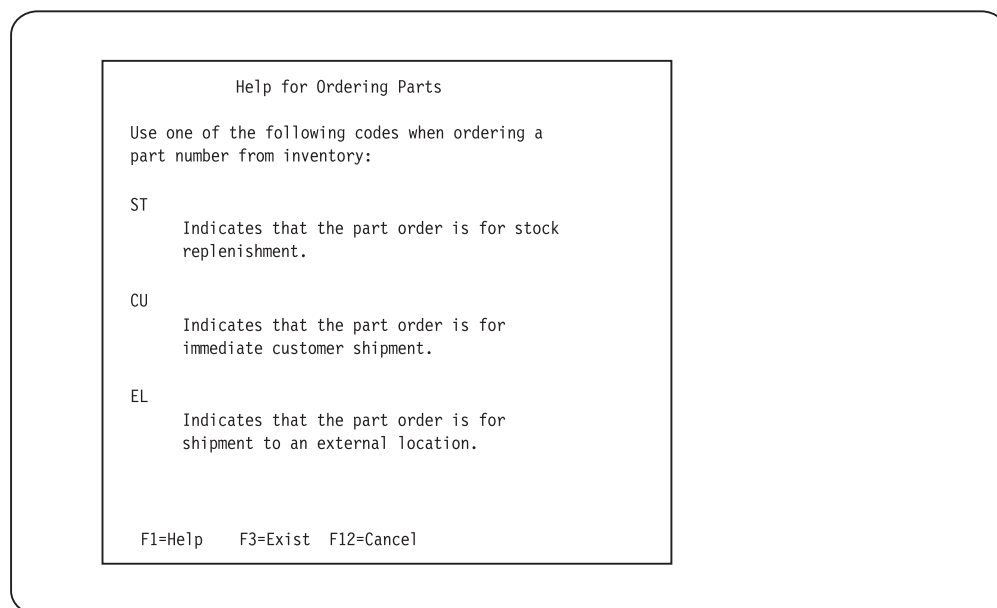 Help for Ordering Parts
Use one of the following codes when ordering a
part number from inventory:
ST
Indicates that the part order is for stock
replenishment.
CU
Indicates that the part order is for
immediate customer shipment.
EL
Indicates that the part order is for
shipment to an external location.
F1=Help F3=Exist F12=Cancel